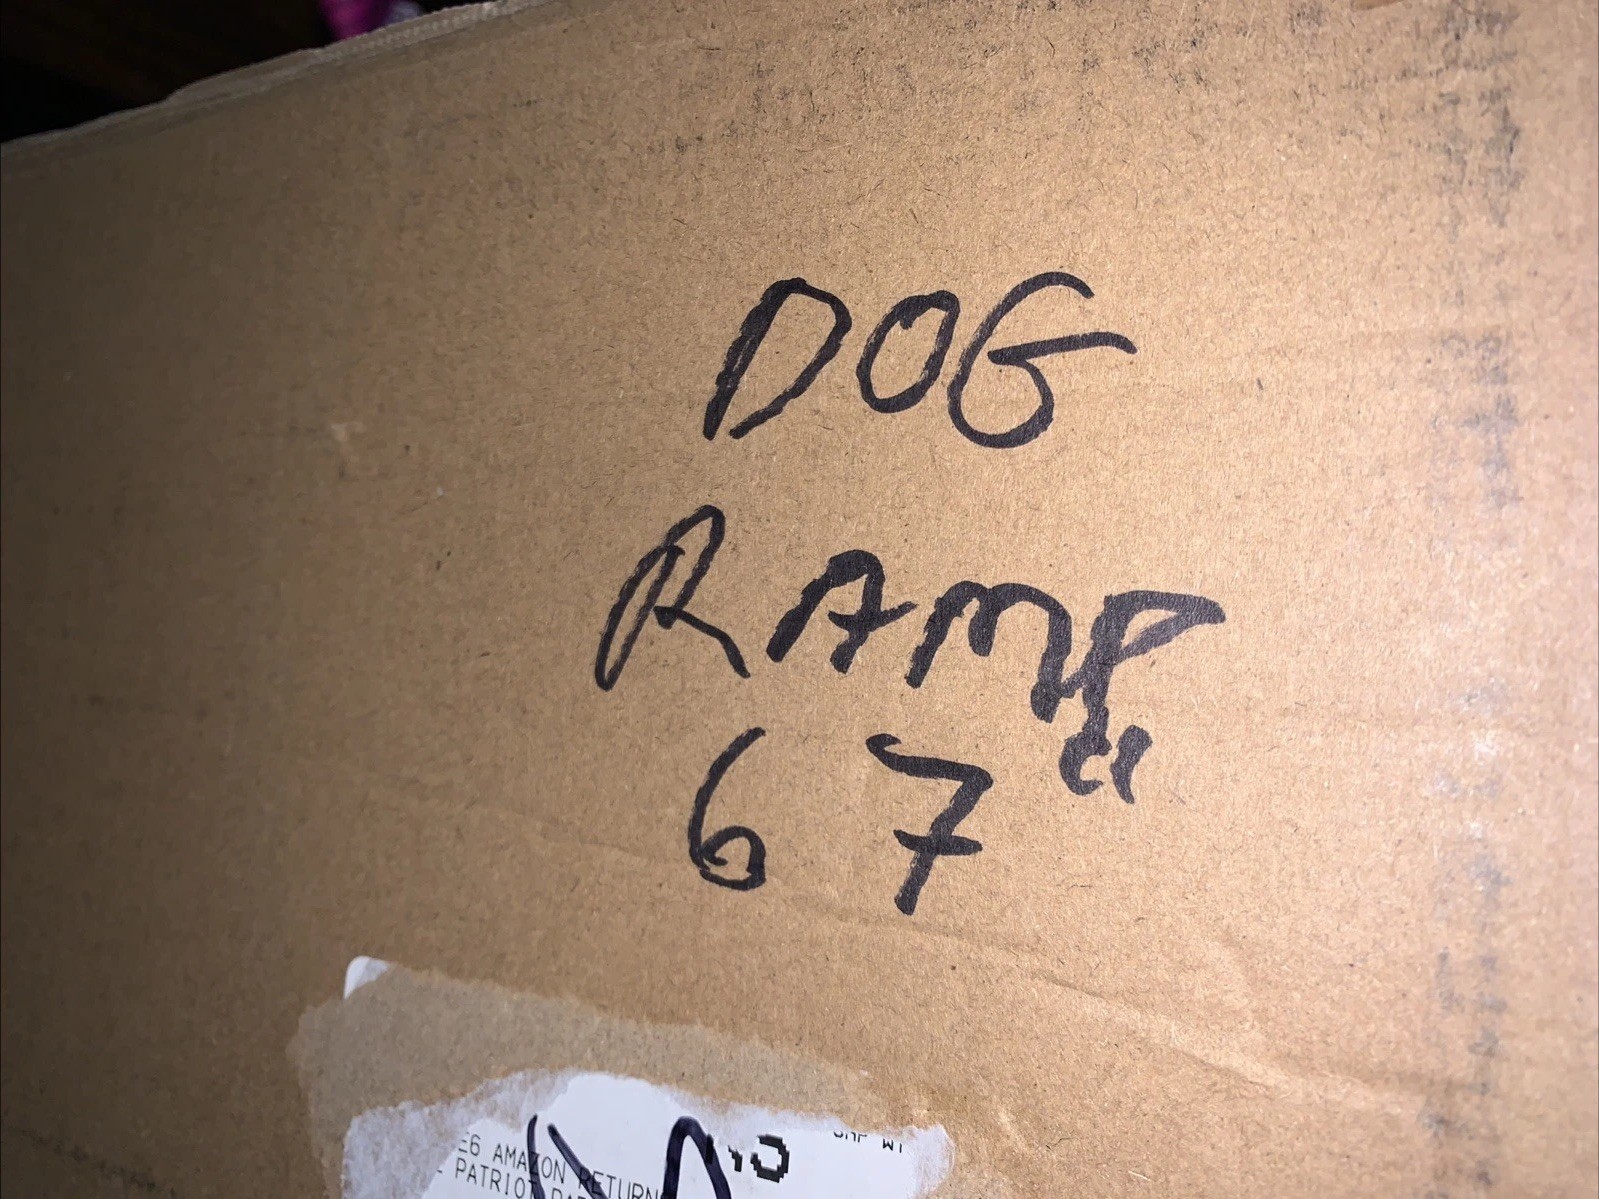 DOG
RAMP
67"
AMAZON RETURN
PATRIOT